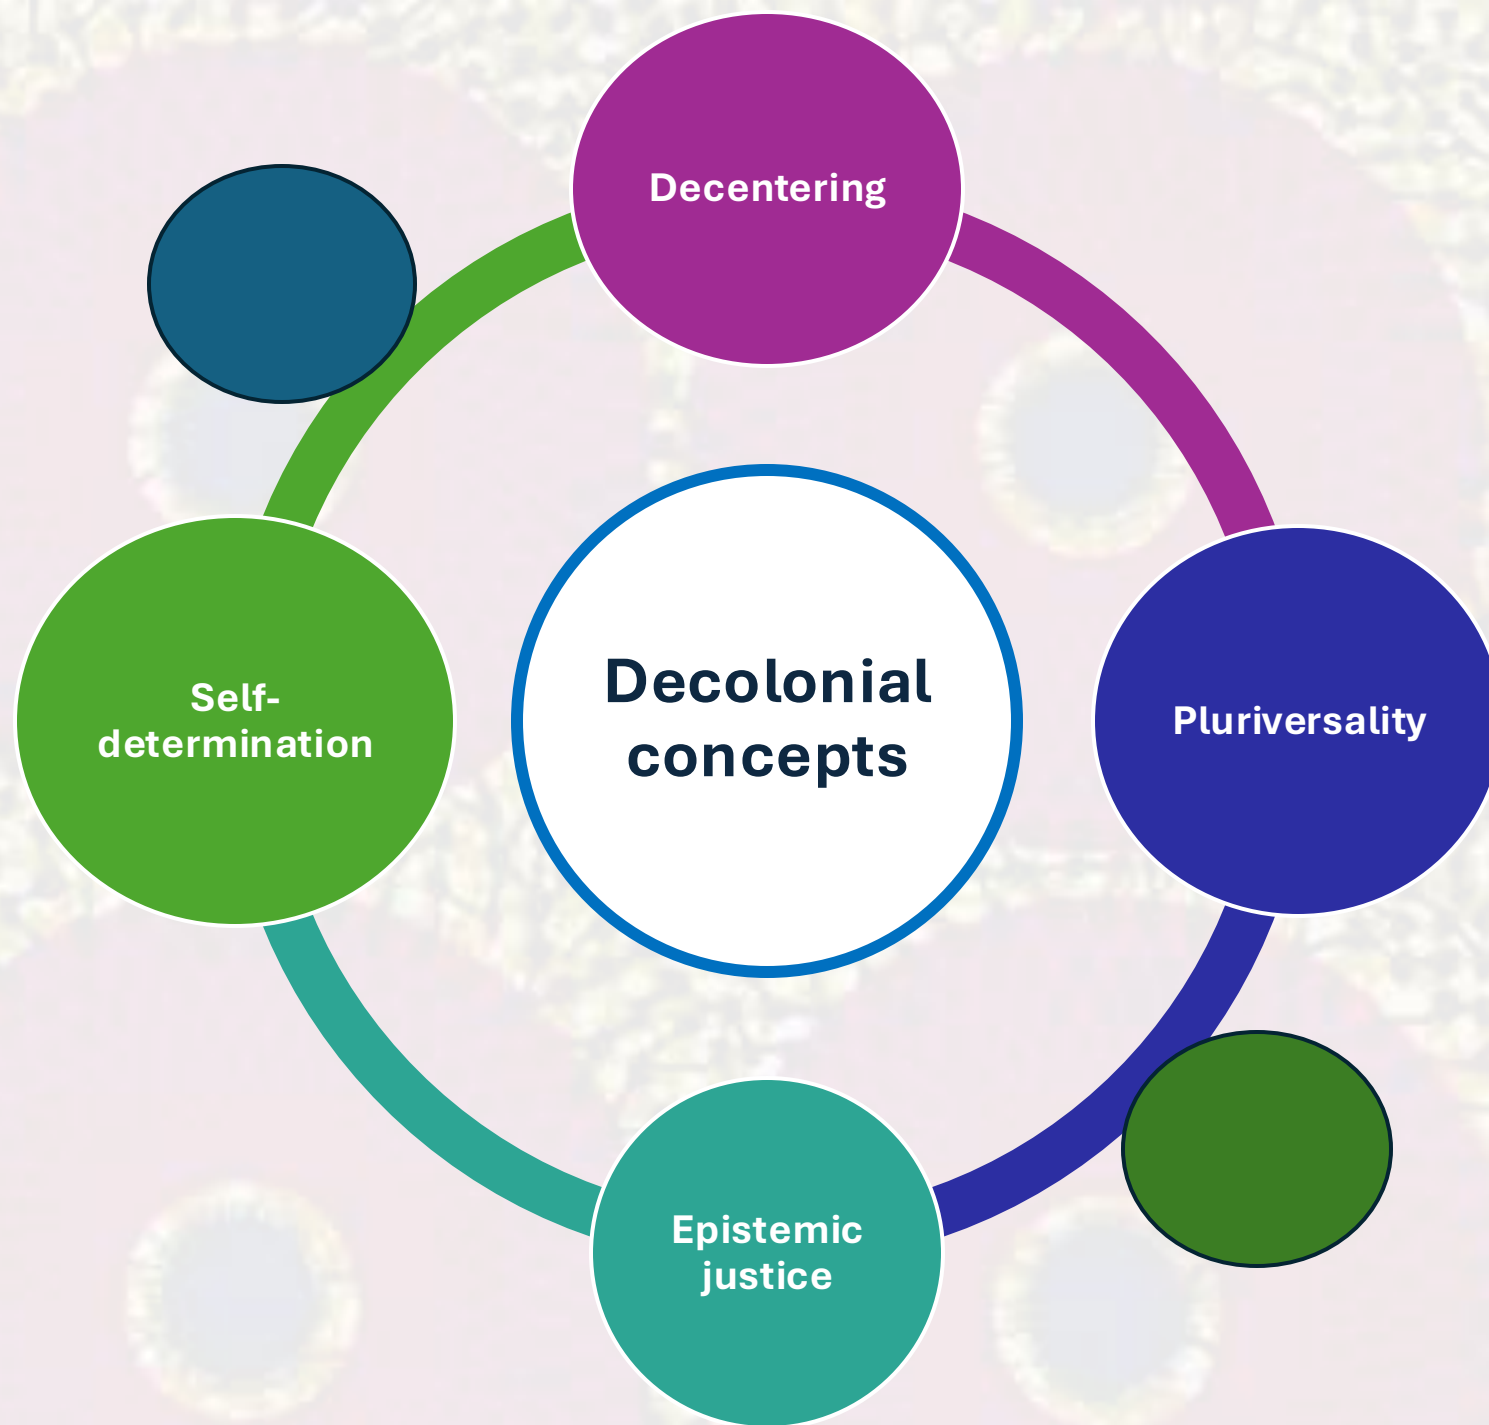 Decentering
Self-
determination
Decolonial
concepts
Pluriversality
Epistemic
justice